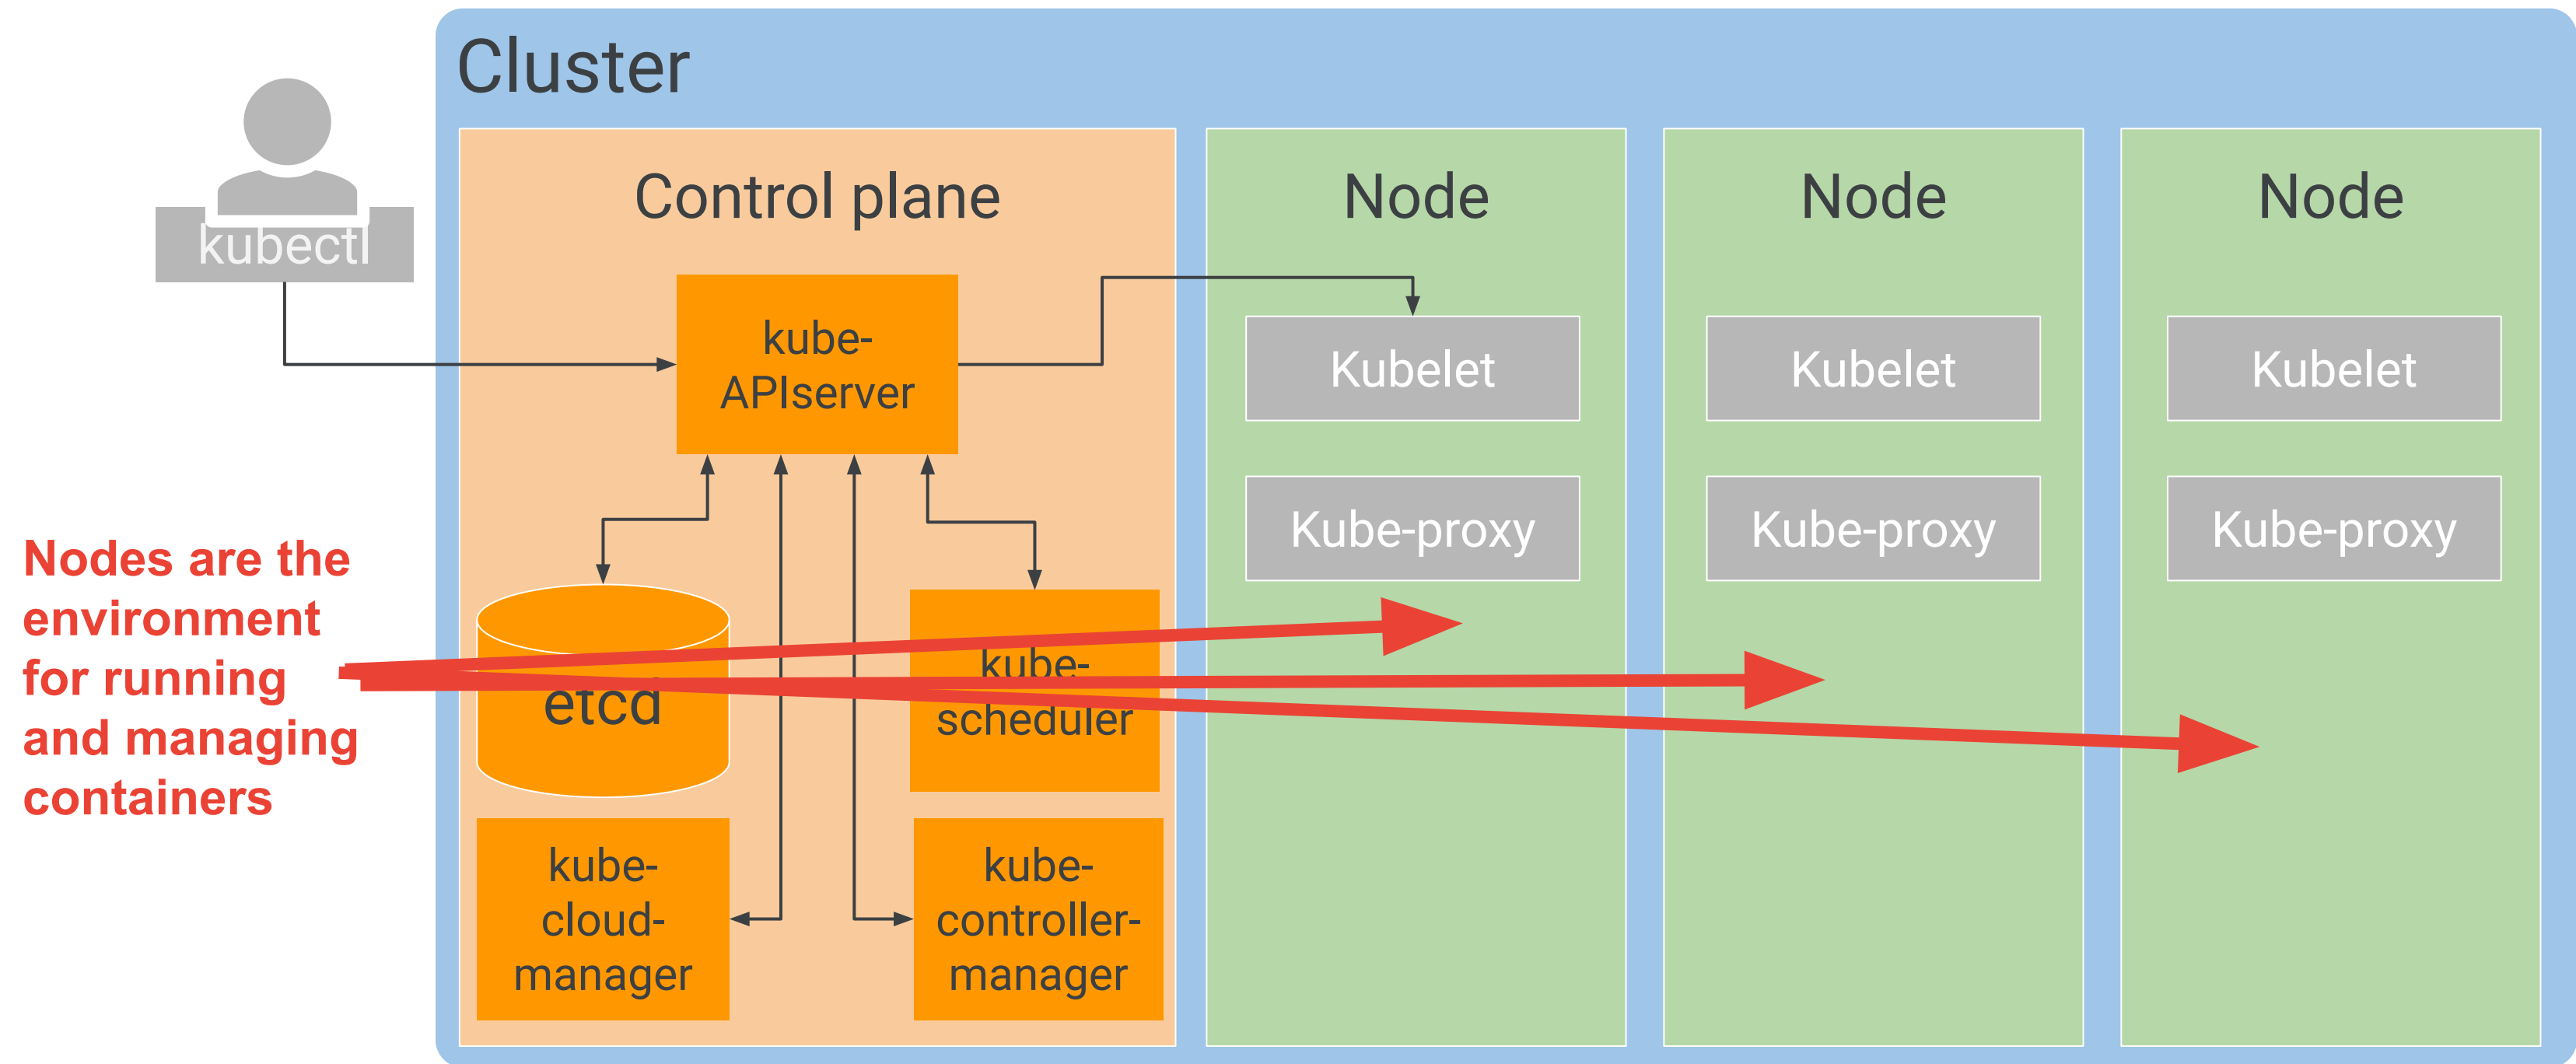 Cluster
kubectl
Control plane
kube-
APIserver
etcd
kube-
scheduler
kube-
cloud-
manager
kube-
controller-
manager
Node
Kubelet
Kube-proxy
Node
Kubelet
Kube-proxy
Node
Kubelet
Kube-proxy
Nodes are the
environment
for running
and managing
containers